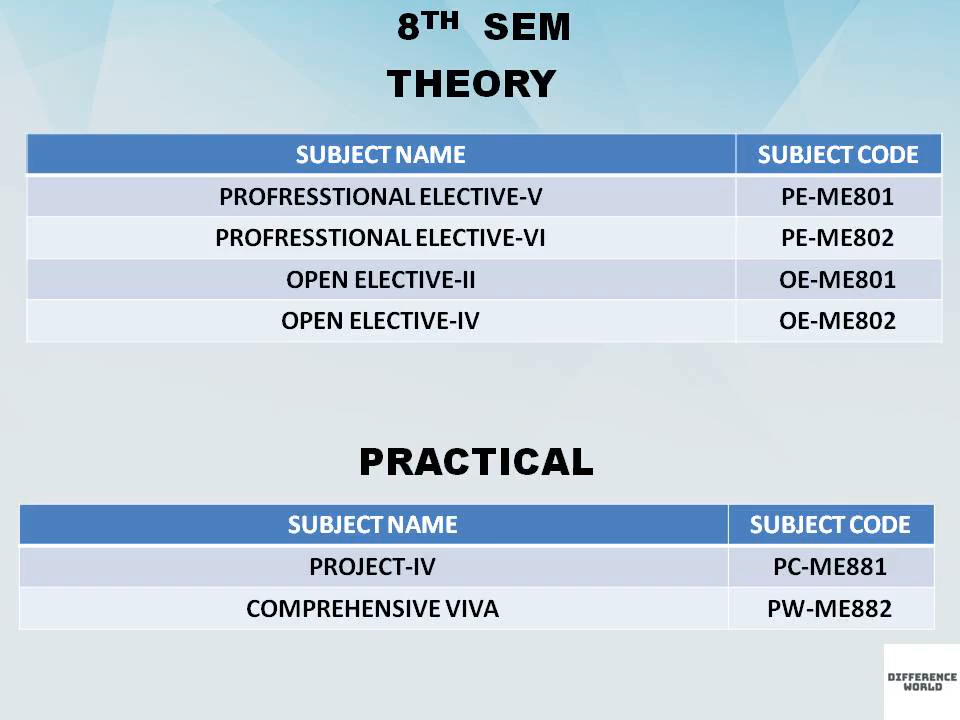 8TH SEM
THEORY
SUBJECT NAME SUBJECT CODE
PROFRESSTIONAL ELECTIVE-V PE-ME801
PROFRESSTIONAL ELECTIVE-VI PE-ME802
OPEN ELECTIVE-II OE-ME801
OPEN ELECTIVE-IV OE-ME802
PRACTICAL
SUBJECT NAME SUBJECT CODE
PROJECT-IV PC-ME881
COMPREHENSIVE VIVA PW-ME882
DIFFERENCE
WORLD